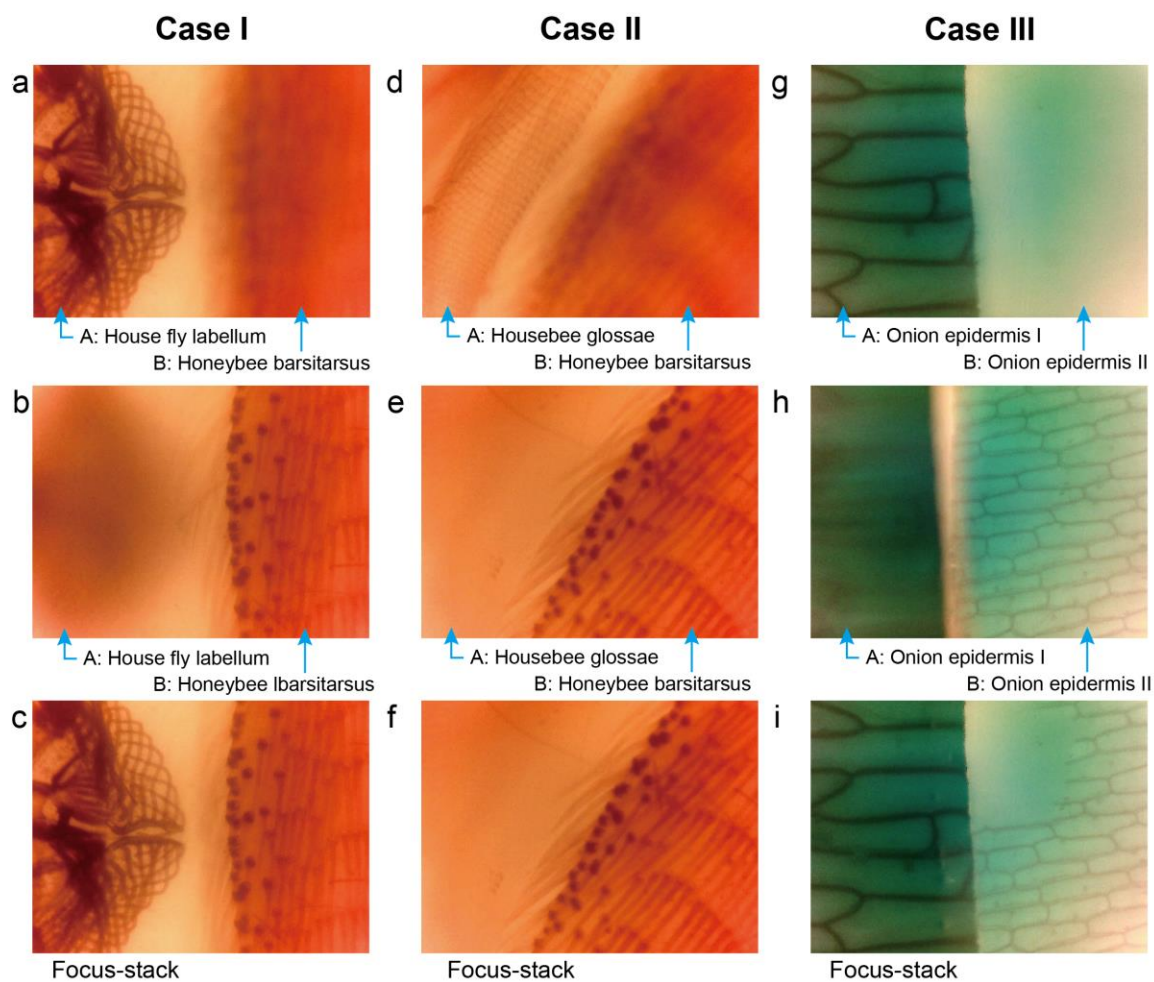 Case I
Case II
Case III
a
d
g
A: House fly labellum
B: Honeybee barsitarsus
A: Housebee glossae
B: Honeybee barsitarsus
A: Onion epidermis I
B: Onion epidermis II
b
e
h
A: House fly labellum
B: Honeybee lbarsitarsus
A: Housebee glossae
B: Honeybee barsitarsus
A: Onion epidermis I
B: Onion epidermis II
c
f
i
Focus-stack
Focus-stack
Focus-stack